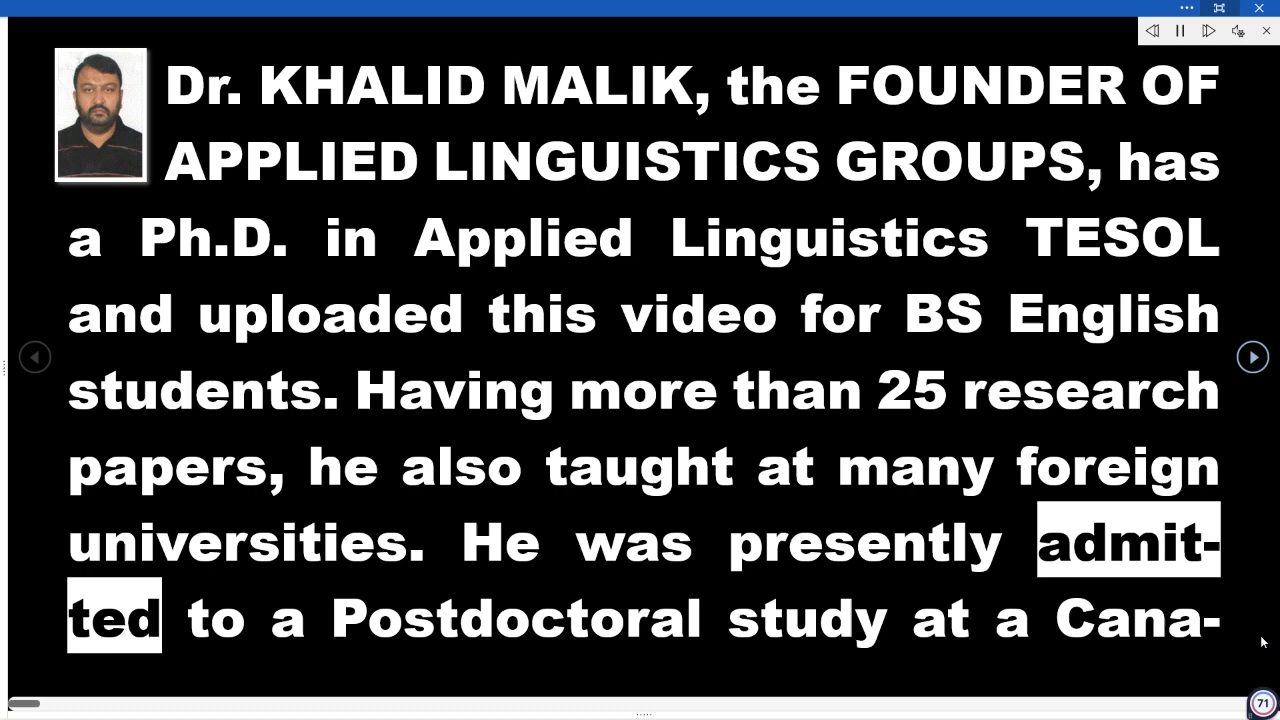 Dr. KHALID MALIK, the FOUNDER OF
APPLIED LINGUISTICS GROUPS, has
a Ph.D. in Applied Linguistics TESOL
and uploaded this video for BS English
students. Having more than 25 research
papers, he also taught at many foreign
universities. He was presently admit-
ted to a Postdoctoral study at a Cana-
71